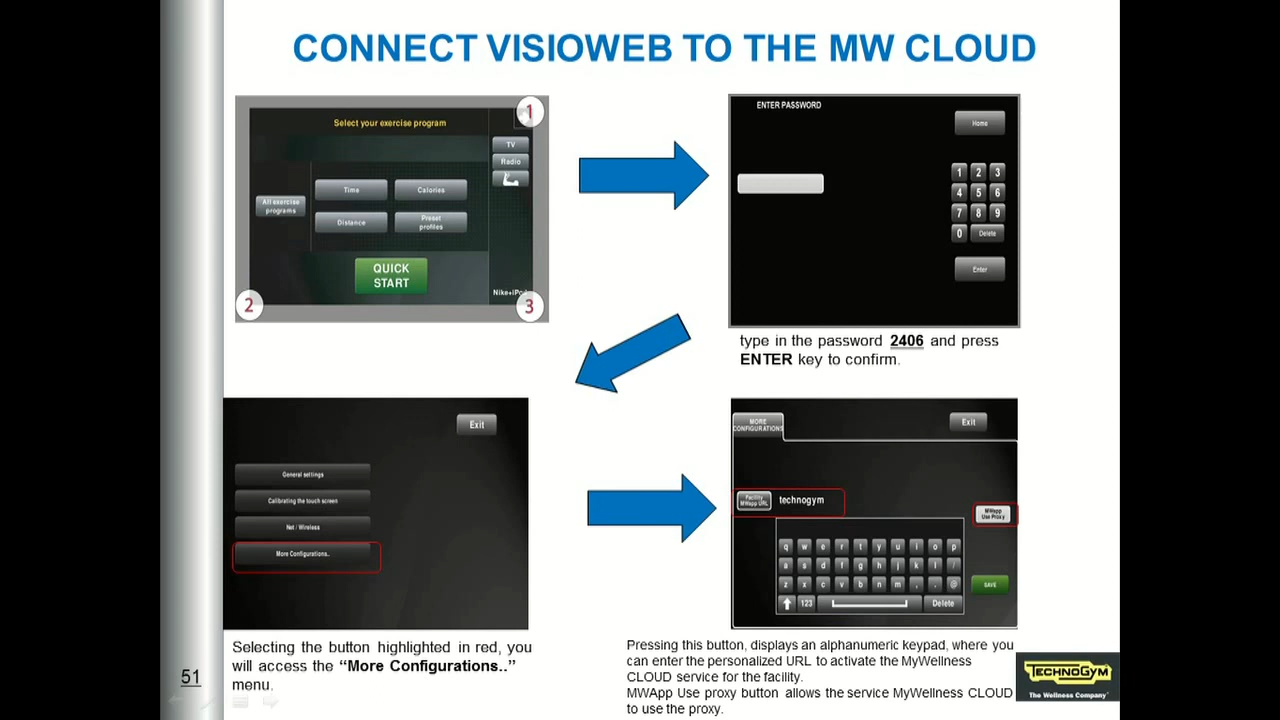 CONNECT VISIOWEB TO THE MW CLOUD
Select your exercise program
1
TV
Radio
Time
Calories
All exercise
programs
Distance
Preset
profiles
QUICK
START
Nike+iPod
2
3
ENTER PASSWORD
Home
1 2 3
4 5 6
7 8 9
0 Delete
Enter
type in the password 2406 and press
ENTER key to confirm.
Exit
General settings
Calibrating the touch screen
Net / Wireless
More Configurations..
Selecting the button highlighted in red, you
will access the “More Configurations..”
menu.
MORE
CONFIGURATIONS
Exit
Facility
MWapp URL
technogym
MWapp
Use Proxy
q w e r t y u i o p
a s d f g h j k l /
z x c v b n m , . @
123
Delete
SAVE
Pressing this button, displays an alphanumeric keypad, where you
can enter the personalized URL to activate the MyWellness
CLOUD service for the facility.
MWApp Use proxy button allows the service MyWellness CLOUD
to use the proxy.
51
TECHNOGYM
The Wellness Company